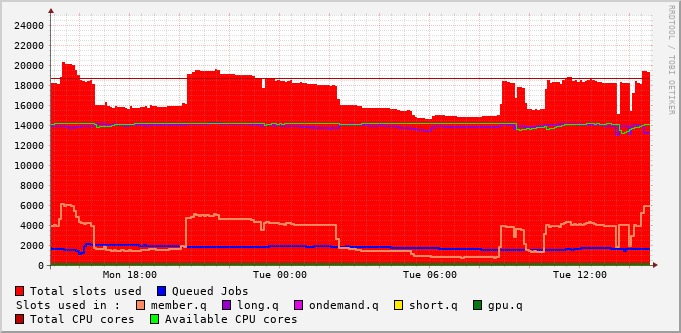 RRDTOOL / TOBI OETIKER
24000
22000
20000
18000
16000
14000
12000
10000
8000
6000
4000
2000
0
Mon 18:00 Tue 00:00 Tue 06:00 Tue 12:00
Total slots used Queued Jobs
Slots used in : member.q long.q ondemand.q short.q gpu.q
Total CPU cores Available CPU cores